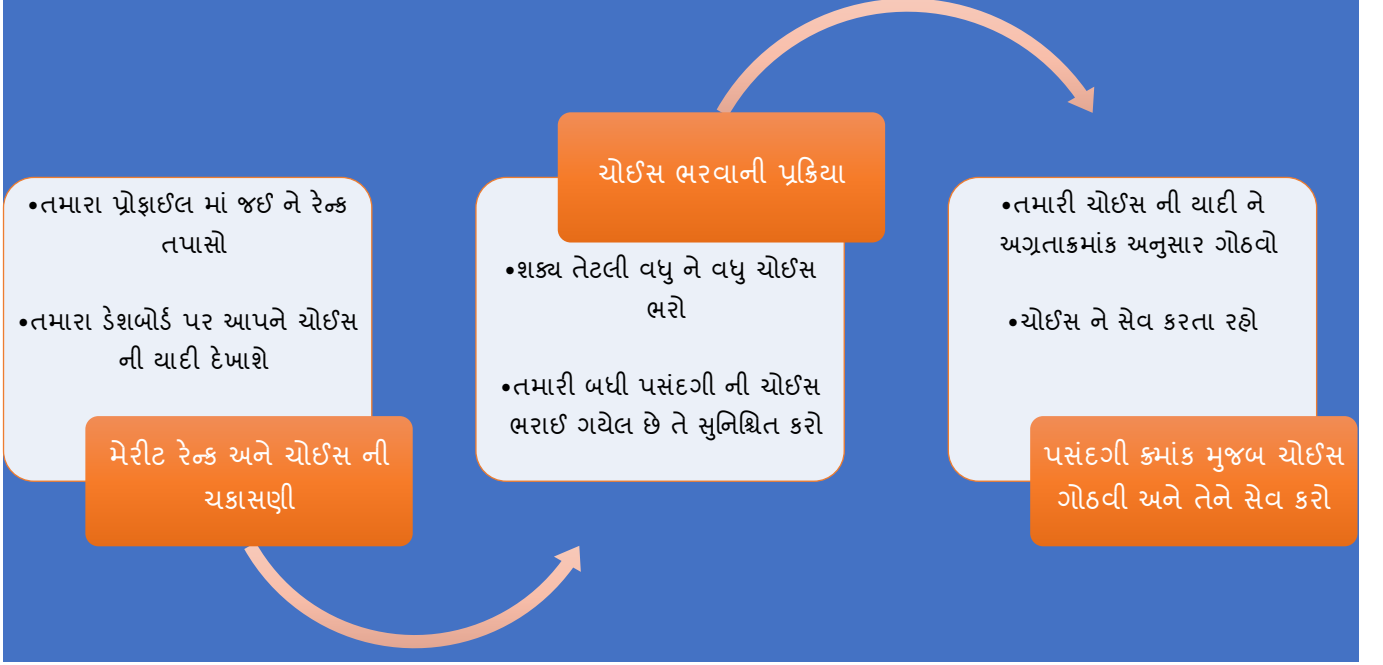 •તમારા પ્રોફાઈલ માં જઈ ને રેન્ક
તપાસો
•તમારા ડેશબોર્ડ પર આપને ચોઈસ
ની યાદી દેખાશે
મેરીટ રેન્ક અને ચોઈસ ની
ચકાસણી
ચોઈસ ભરવાની પ્રક્રિયા
•શક્ય તેટલી વધુ ને વધુ ચોઈસ
ભરો
•તમારી બધી પસંદગી ની ચોઈસ
ભરાઈ ગયેલ છે તે સુનિશ્ચિત કરો
•તમારી ચોઈસ ની યાદી ને
અગ્રતાક્રમાંક અનુસાર ગોઠવો
•ચોઈસ ને સેવ કરતા રહો
પસંદગી ક્રમાંક મુજબ ચોઈસ
ગોઠવી અને તેને સેવ કરો